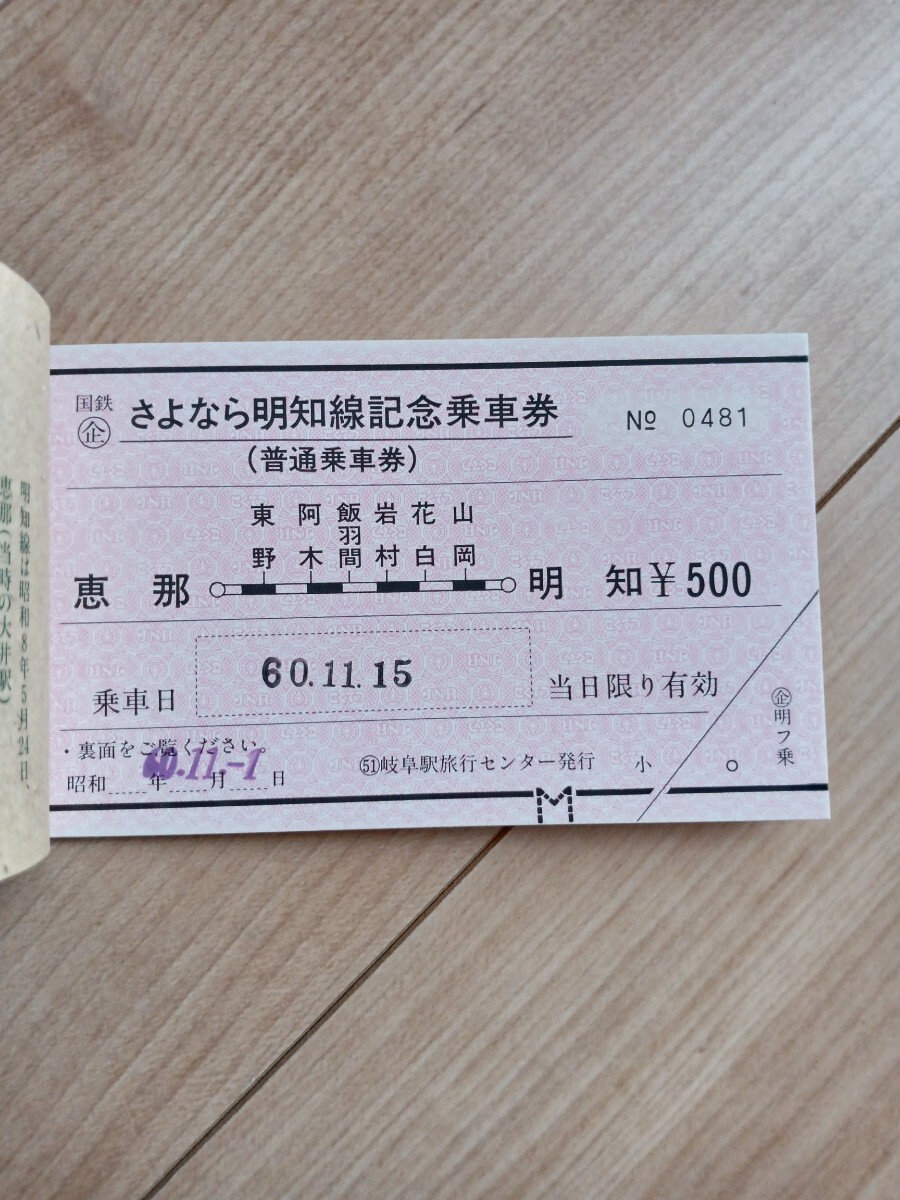 国鉄
企 さよなら明知線記念乗車券 № 0481
(普通乗車券)
東野 阿木 飯羽間 岩村 花白 山岡
恵那 明知 ￥500
乗車日 60.11.15 当日限り有効
・裏面をご覧ください。
昭和 年 月 日 60.11.-1
51岐阜駅旅行センター発行 小
企明フ乗
明知線は昭和8年5月24日、
恵那(当時の大井駅)